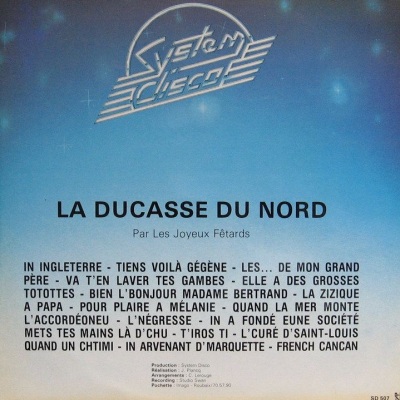 System
Disco
LA DUCASSE DU NORD
Par Les Joyeux Fêtards
IN INGLETERRE - TIENS VOILÀ GÉGÈNE - LES... DE MON GRAND
PÈRE - VA T'EN LAVER TES GAMBES - ELLE A DES GROSSES
TOTOTTES - BIEN L'BONJOUR MADAME BERTRAND - LA ZIZIQUE
A PAPA - POUR PLAIRE A MÉLANIE - QUAND LA MER MONTE
L'ACCORDÉONEU - L'NÉGRESSE - IN A FONDÉ EUNE SOCIÉTÉ
METS TES MAINS LÀ D'CHU - T'IROS TI - L'CURÉ D'SAINT-LOUIS
QUAND UN CHTIMI - IN ARVENANT D'MARQUETTE - FRENCH CANCAN
Production : System Disco
Réalisation : J.
Arrangements : C.
Recording : Studio
Pochette : Imago - Roubaix
SD 507